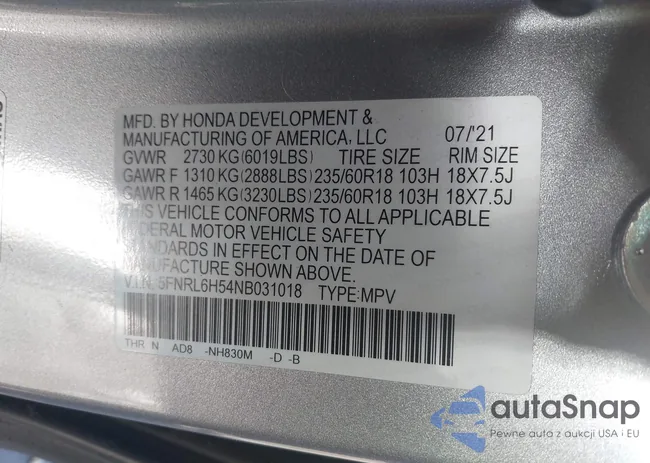 MFD. BY HONDA DEVELOPMENT &
MANUFACTURING OF AMERICA, LLC 07/'21
GVWR 2730 KG(6019LBS) TIRE SIZE RIM SIZE
GAWR F 1310 KG(2888LBS) 235/60R18 103H 18X7.5J
GAWR R 1465 KG(3230LBS) 235/60R18 103H 18X7.5J
THIS VEHICLE CONFORMS TO ALL APPLICABLE
FEDERAL MOTOR VEHICLE SAFETY
STANDARDS IN EFFECT ON THE DATE OF
MANUFACTURE SHOWN ABOVE.
V.I.N. 5FNRL6H54NB031018 TYPE:MPV
THR N AD8 -NH830M -D -B
autaSnap
Pewne auta z aukcji USA i EU